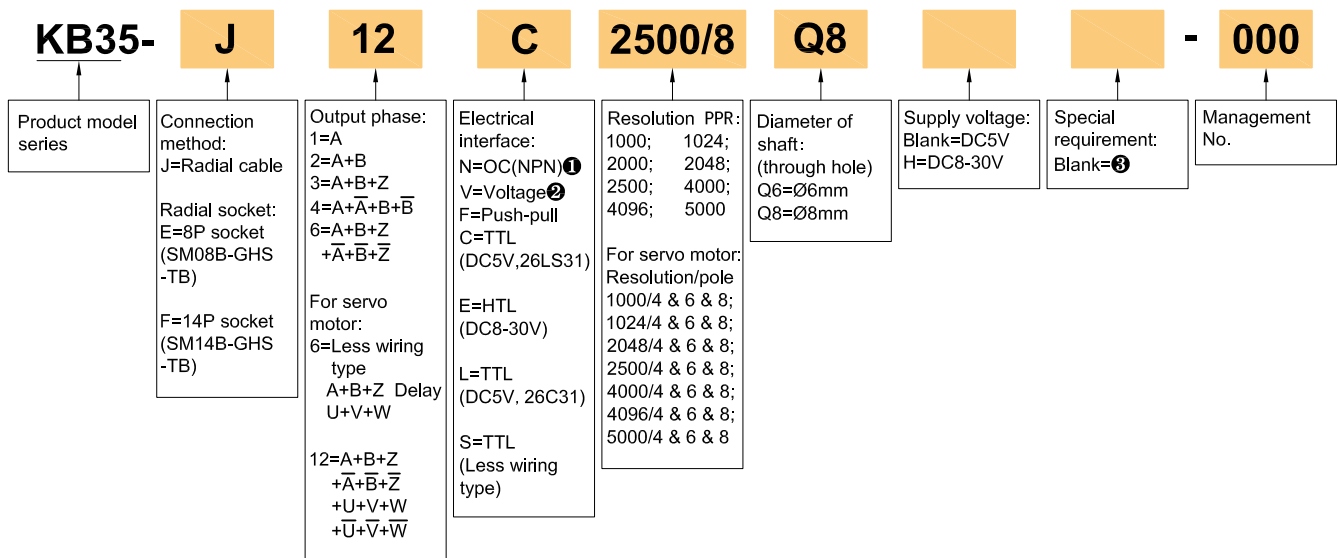 KB35- J 12 C 2500/8 Q8 - 000
Product model
series
Connection
method:
J=Radial cable
Radial socket:
E=8P socket
(SM08B-GHS
-TB)
F=14P socket
(SM14B-GHS
-TB)
Output phase:
1=A
2=A+B
3=A+B+Z
4=A+A̅+B+B̅
6=A+B+Z
+A̅+B̅+Z̅
For servo
motor:
6=Less wiring
type
A+B+Z Delay
U+V+W
12=A+B+Z
+A̅+B̅+Z̅
+U+V+W
+U̅+V̅+W̅
Electrical
interface:
N=OC(NPN)❶
V=Voltage❷
F=Push-pull
C=TTL
(DC5V,26LS31)
E=HTL
(DC8-30V)
L=TTL
(DC5V, 26C31)
S=TTL
(Less wiring
type)
Resolution PPR:
1000; 1024;
2000; 2048;
2500; 4000;
4096; 5000
For servo motor:
Resolution/pole
1000/4 & 6 & 8;
1024/4 & 6 & 8;
2048/4 & 6 & 8;
2500/4 & 6 & 8;
4000/4 & 6 & 8;
4096/4 & 6 & 8;
5000/4 & 6 & 8
Diameter of
shaft:
(through hole)
Q6=Ø6mm
Q8=Ø8mm
Supply voltage:
Blank=DC5V
H=DC8-30V
Special
requirement:
Blank=❸
Management
No.